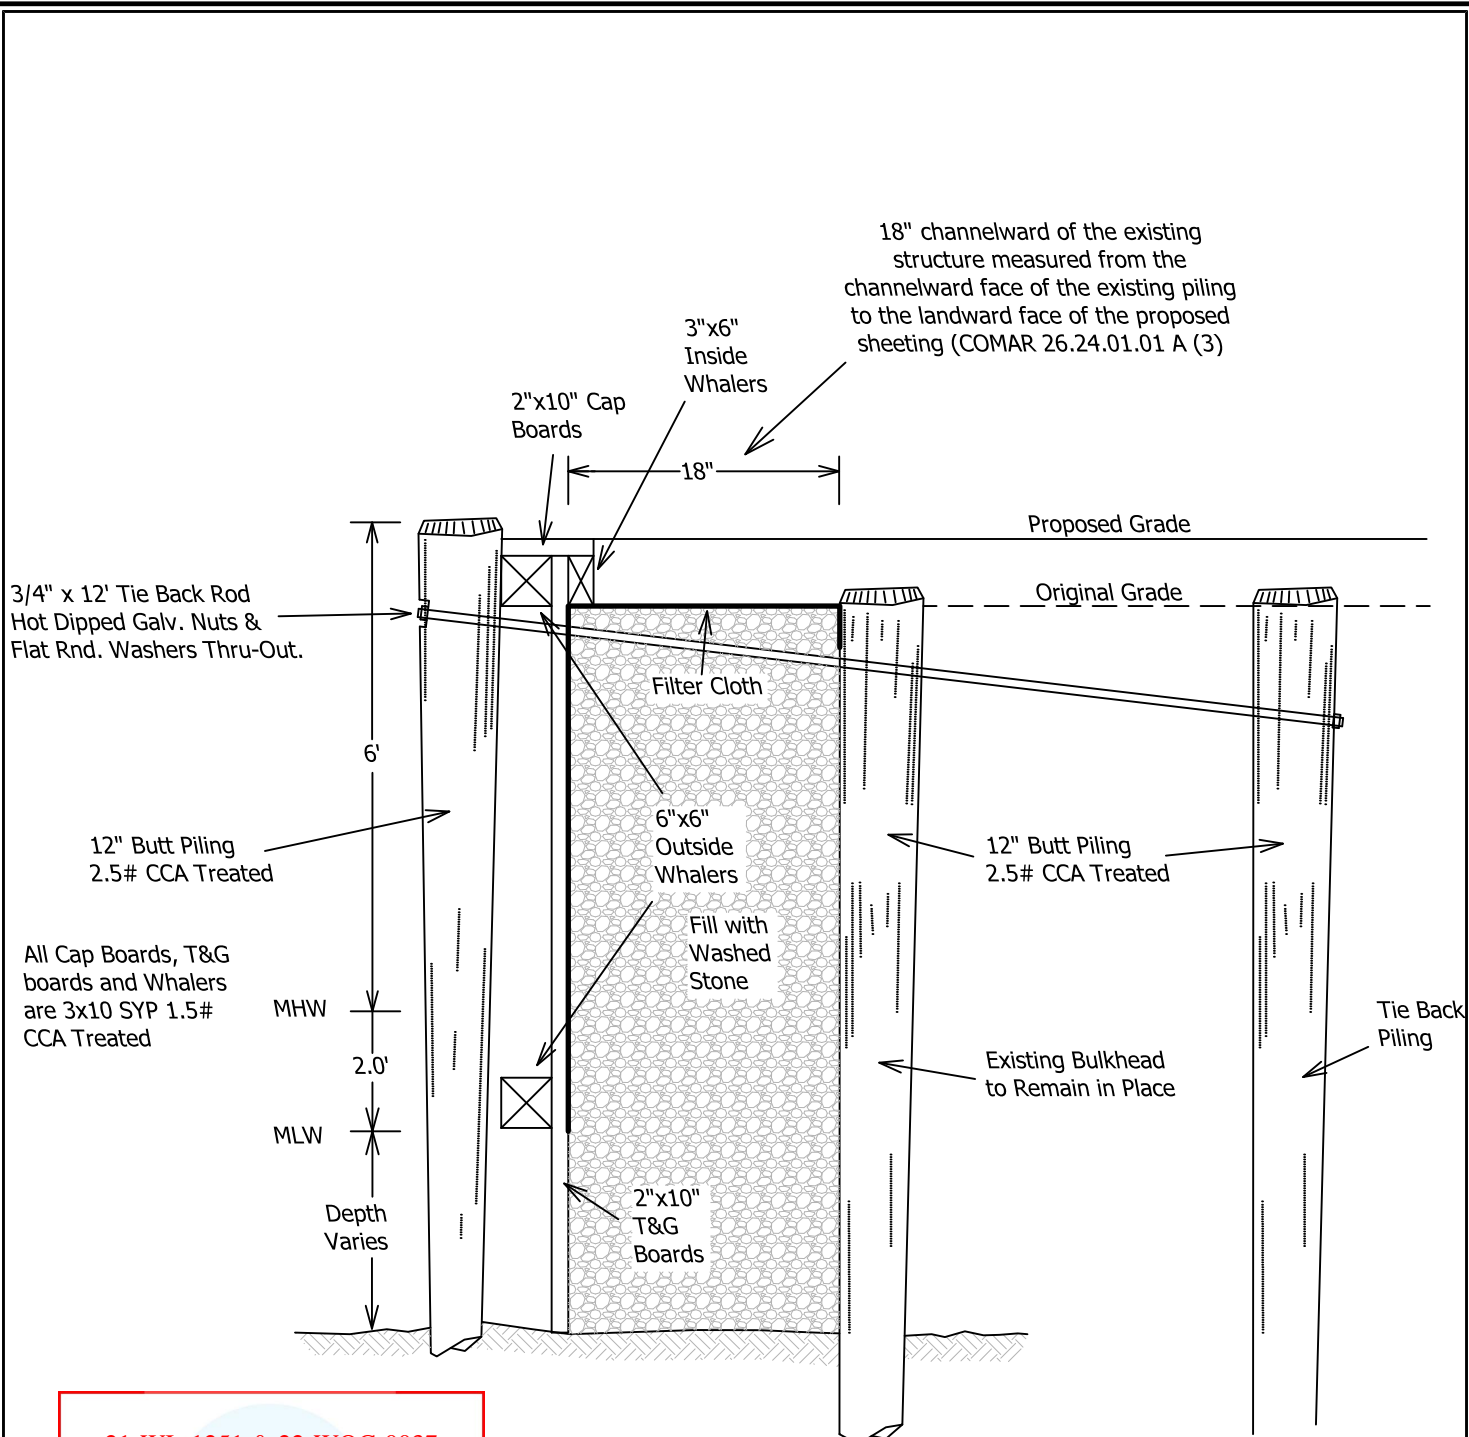 18" channelward of the existing
structure measured from the
channelward face of the existing piling
to the landward face of the proposed
sheeting (COMAR 26.24.01.01 A (3)
3"x6"
Inside
Whalers
2"x10" Cap
Boards
18"
Proposed Grade
Original Grade
3/4" x 12' Tie Back Rod
Hot Dipped Galv. Nuts &
Flat Rnd. Washers Thru-Out.
Filter Cloth
6'
6"x6"
Outside
Whalers
12" Butt Piling
2.5# CCA Treated
12" Butt Piling
2.5# CCA Treated
Fill with
Washed
Stone
All Cap Boards, T&G
boards and Whalers
are 3x10 SYP 1.5#
CCA Treated
MHW
2.0'
MLW
Tie Back
Piling
Existing Bulkhead
to Remain in Place
2"x10"
T&G
Boards
Depth
Varies